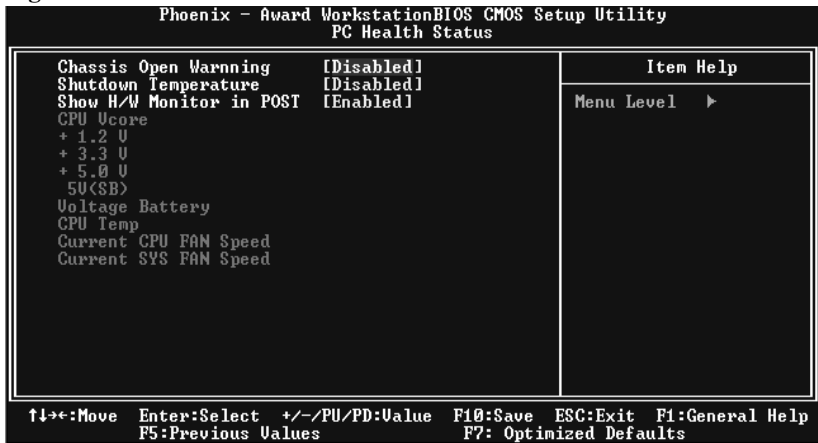 Phoenix - Award WorkstationBIOS CMOS Setup Utility
PC Health Status
Chassis Open Warnning [Disabled]
Shutdown Temperature [Disabled]
Show H/W Monitor in POST [Enabled]
CPU Vcore
+ 1.2 V
+ 3.3 V
+ 5.0 V
5V(SB)
Voltage Battery
CPU Temp
Current CPU FAN Speed
Current SYS FAN Speed
Item Help
Menu Level ▶
↑↓→←:Move Enter:Select +/-/PU/PD:Value F10:Save ESC:Exit F1:General Help
F5:Previous Values F7: Optimized Defaults